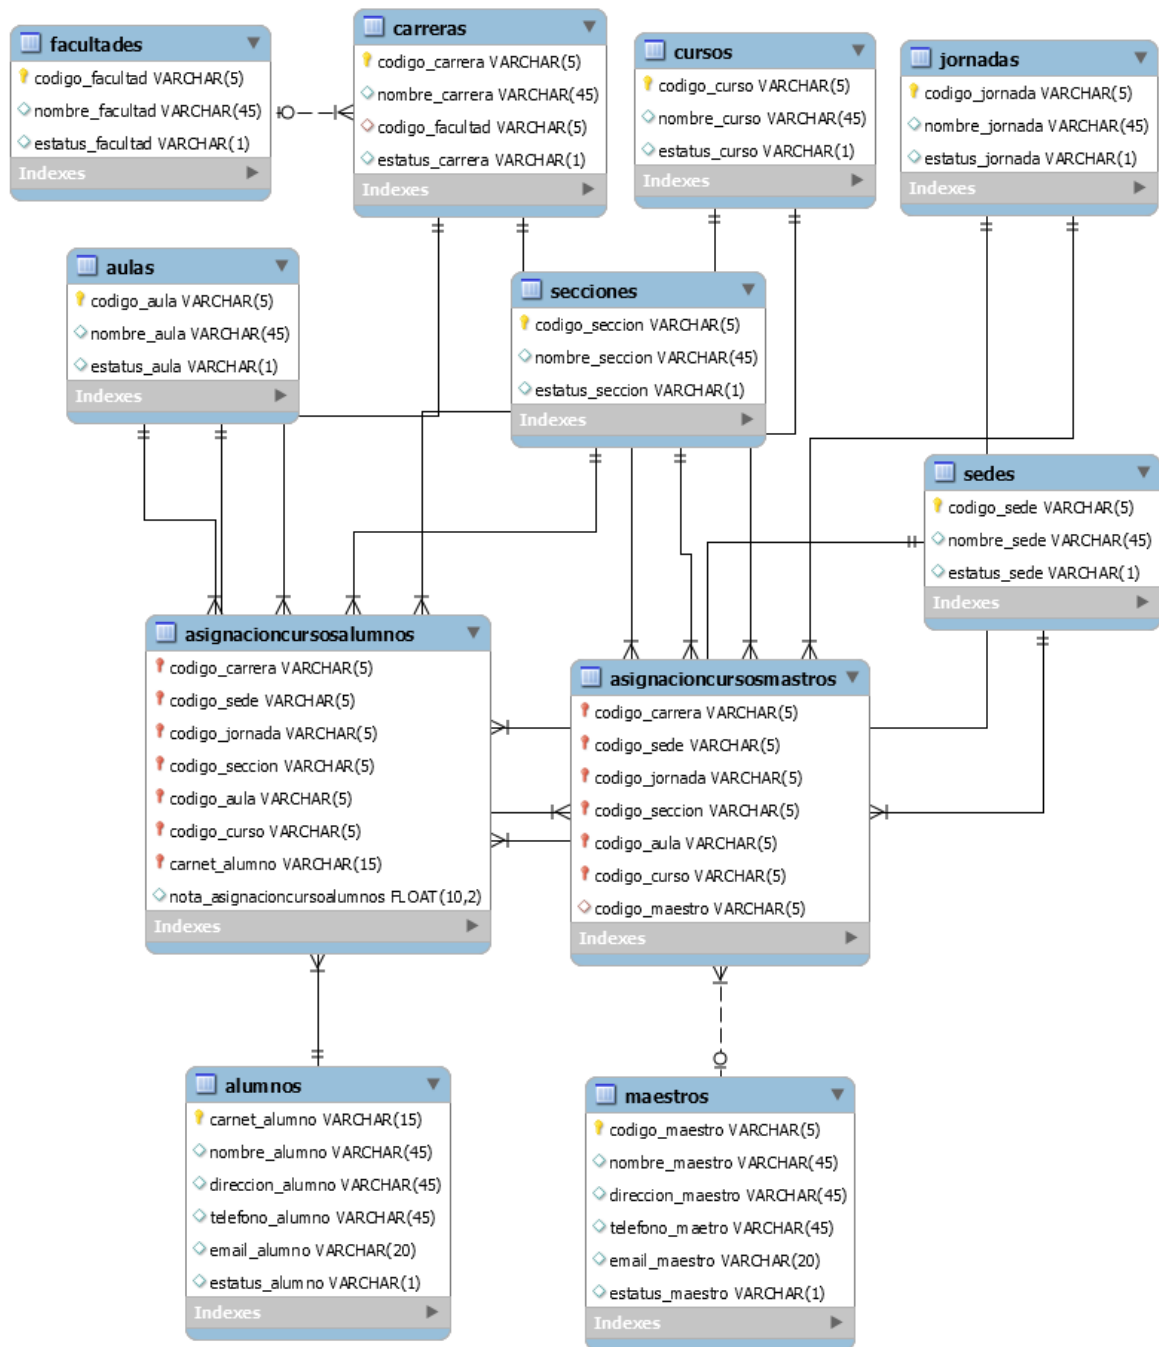 facultades
codigo_facultad VARCHAR(5)
nombre_facultad VARCHAR(45)
estatus_facultad VARCHAR(1)
Indexes
carreras
codigo_carrera VARCHAR(5)
nombre_carrera VARCHAR(45)
codigo_facultad VARCHAR(5)
estatus_carrera VARCHAR(1)
Indexes
cursos
codigo_curso VARCHAR(5)
nombre_curso VARCHAR(45)
estatus_curso VARCHAR(1)
Indexes
jornadas
codigo_jornada VARCHAR(5)
nombre_jornada VARCHAR(45)
estatus_jornada VARCHAR(1)
Indexes
aulas
codigo_aula VARCHAR(5)
nombre_aula VARCHAR(45)
estatus_aula VARCHAR(1)
Indexes
secciones
codigo_seccion VARCHAR(5)
nombre_seccion VARCHAR(45)
estatus_seccion VARCHAR(1)
Indexes
sedes
codigo_sede VARCHAR(5)
nombre_sede VARCHAR(45)
estatus_sede VARCHAR(1)
Indexes
asignacioncursosalumnos
codigo_carrera VARCHAR(5)
codigo_sede VARCHAR(5)
codigo_jornada VARCHAR(5)
codigo_seccion VARCHAR(5)
codigo_aula VARCHAR(5)
codigo_curso VARCHAR(5)
carnet_alumno VARCHAR(15)
nota_asignacioncursoalumnos FLOAT(10,2)
Indexes
asignacioncursosmastros
codigo_carrera VARCHAR(5)
codigo_sede VARCHAR(5)
codigo_jornada VARCHAR(5)
codigo_seccion VARCHAR(5)
codigo_aula VARCHAR(5)
codigo_curso VARCHAR(5)
codigo_maestro VARCHAR(5)
Indexes
alumnos
carnet_alumno VARCHAR(15)
nombre_alumno VARCHAR(45)
direccion_alumno VARCHAR(45)
telefono_alumno VARCHAR(45)
email_alumno VARCHAR(20)
estatus_alumno VARCHAR(1)
Indexes
maestros
codigo_maestro VARCHAR(5)
nombre_maestro VARCHAR(45)
direccion_maestro VARCHAR(45)
telefono_maetro VARCHAR(45)
email_maestro VARCHAR(20)
estatus_maestro VARCHAR(1)
Indexes